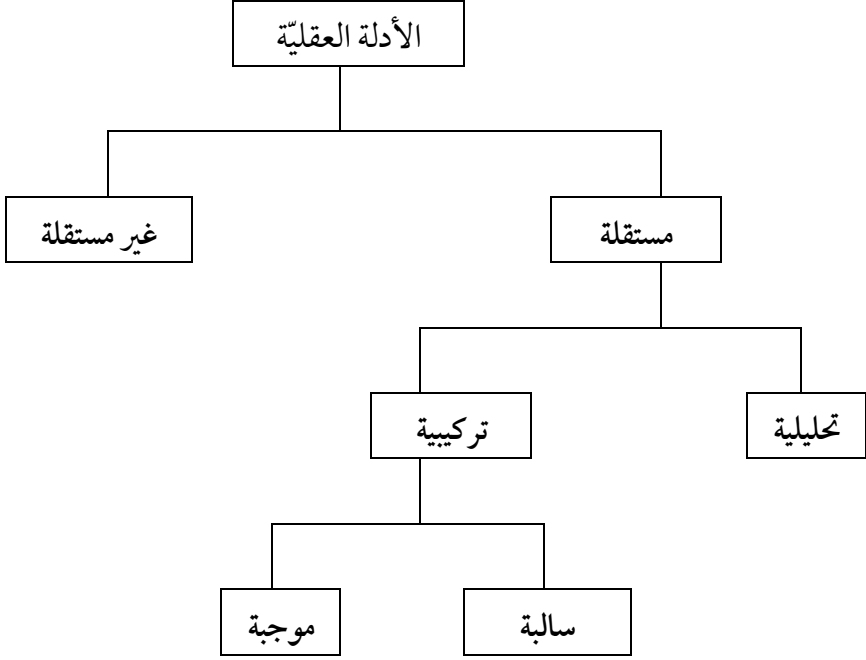 الأدلة العقليّة
مستقلة
غير مستقلة
تحليلية
تركيبية
سالبة
موجبة